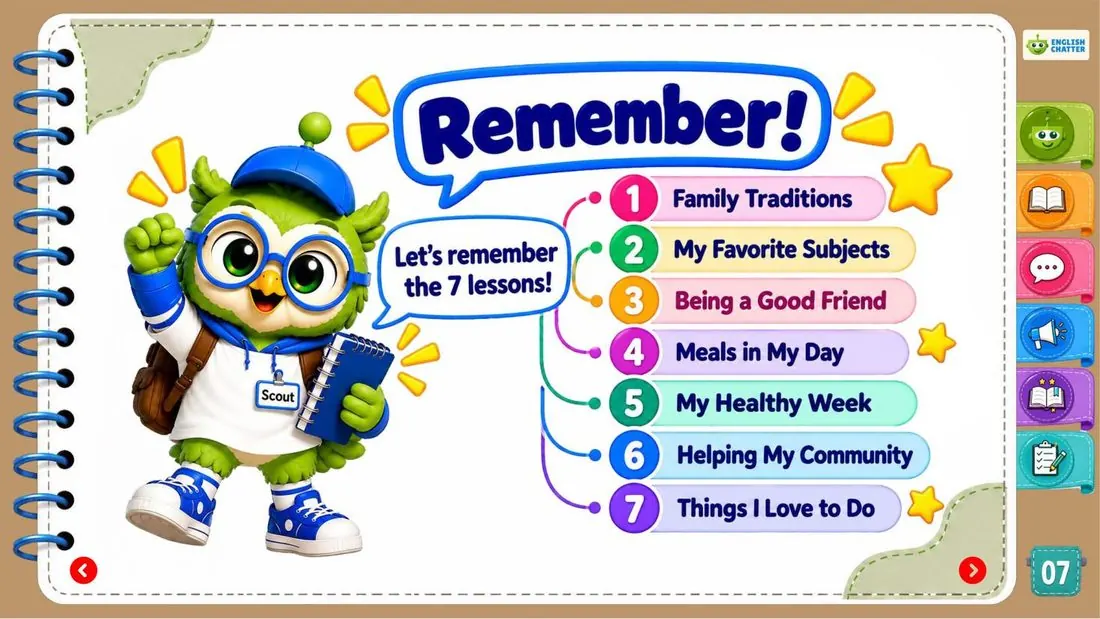 ENGLISH
CHATTER
Remember!
Let's remember
the 7 lessons!
1 Family Traditions
2 My Favorite Subjects
3 Being a Good Friend
4 Meals in My Day
5 My Healthy Week
6 Helping My Community
7 Things I Love to Do
Scout
07